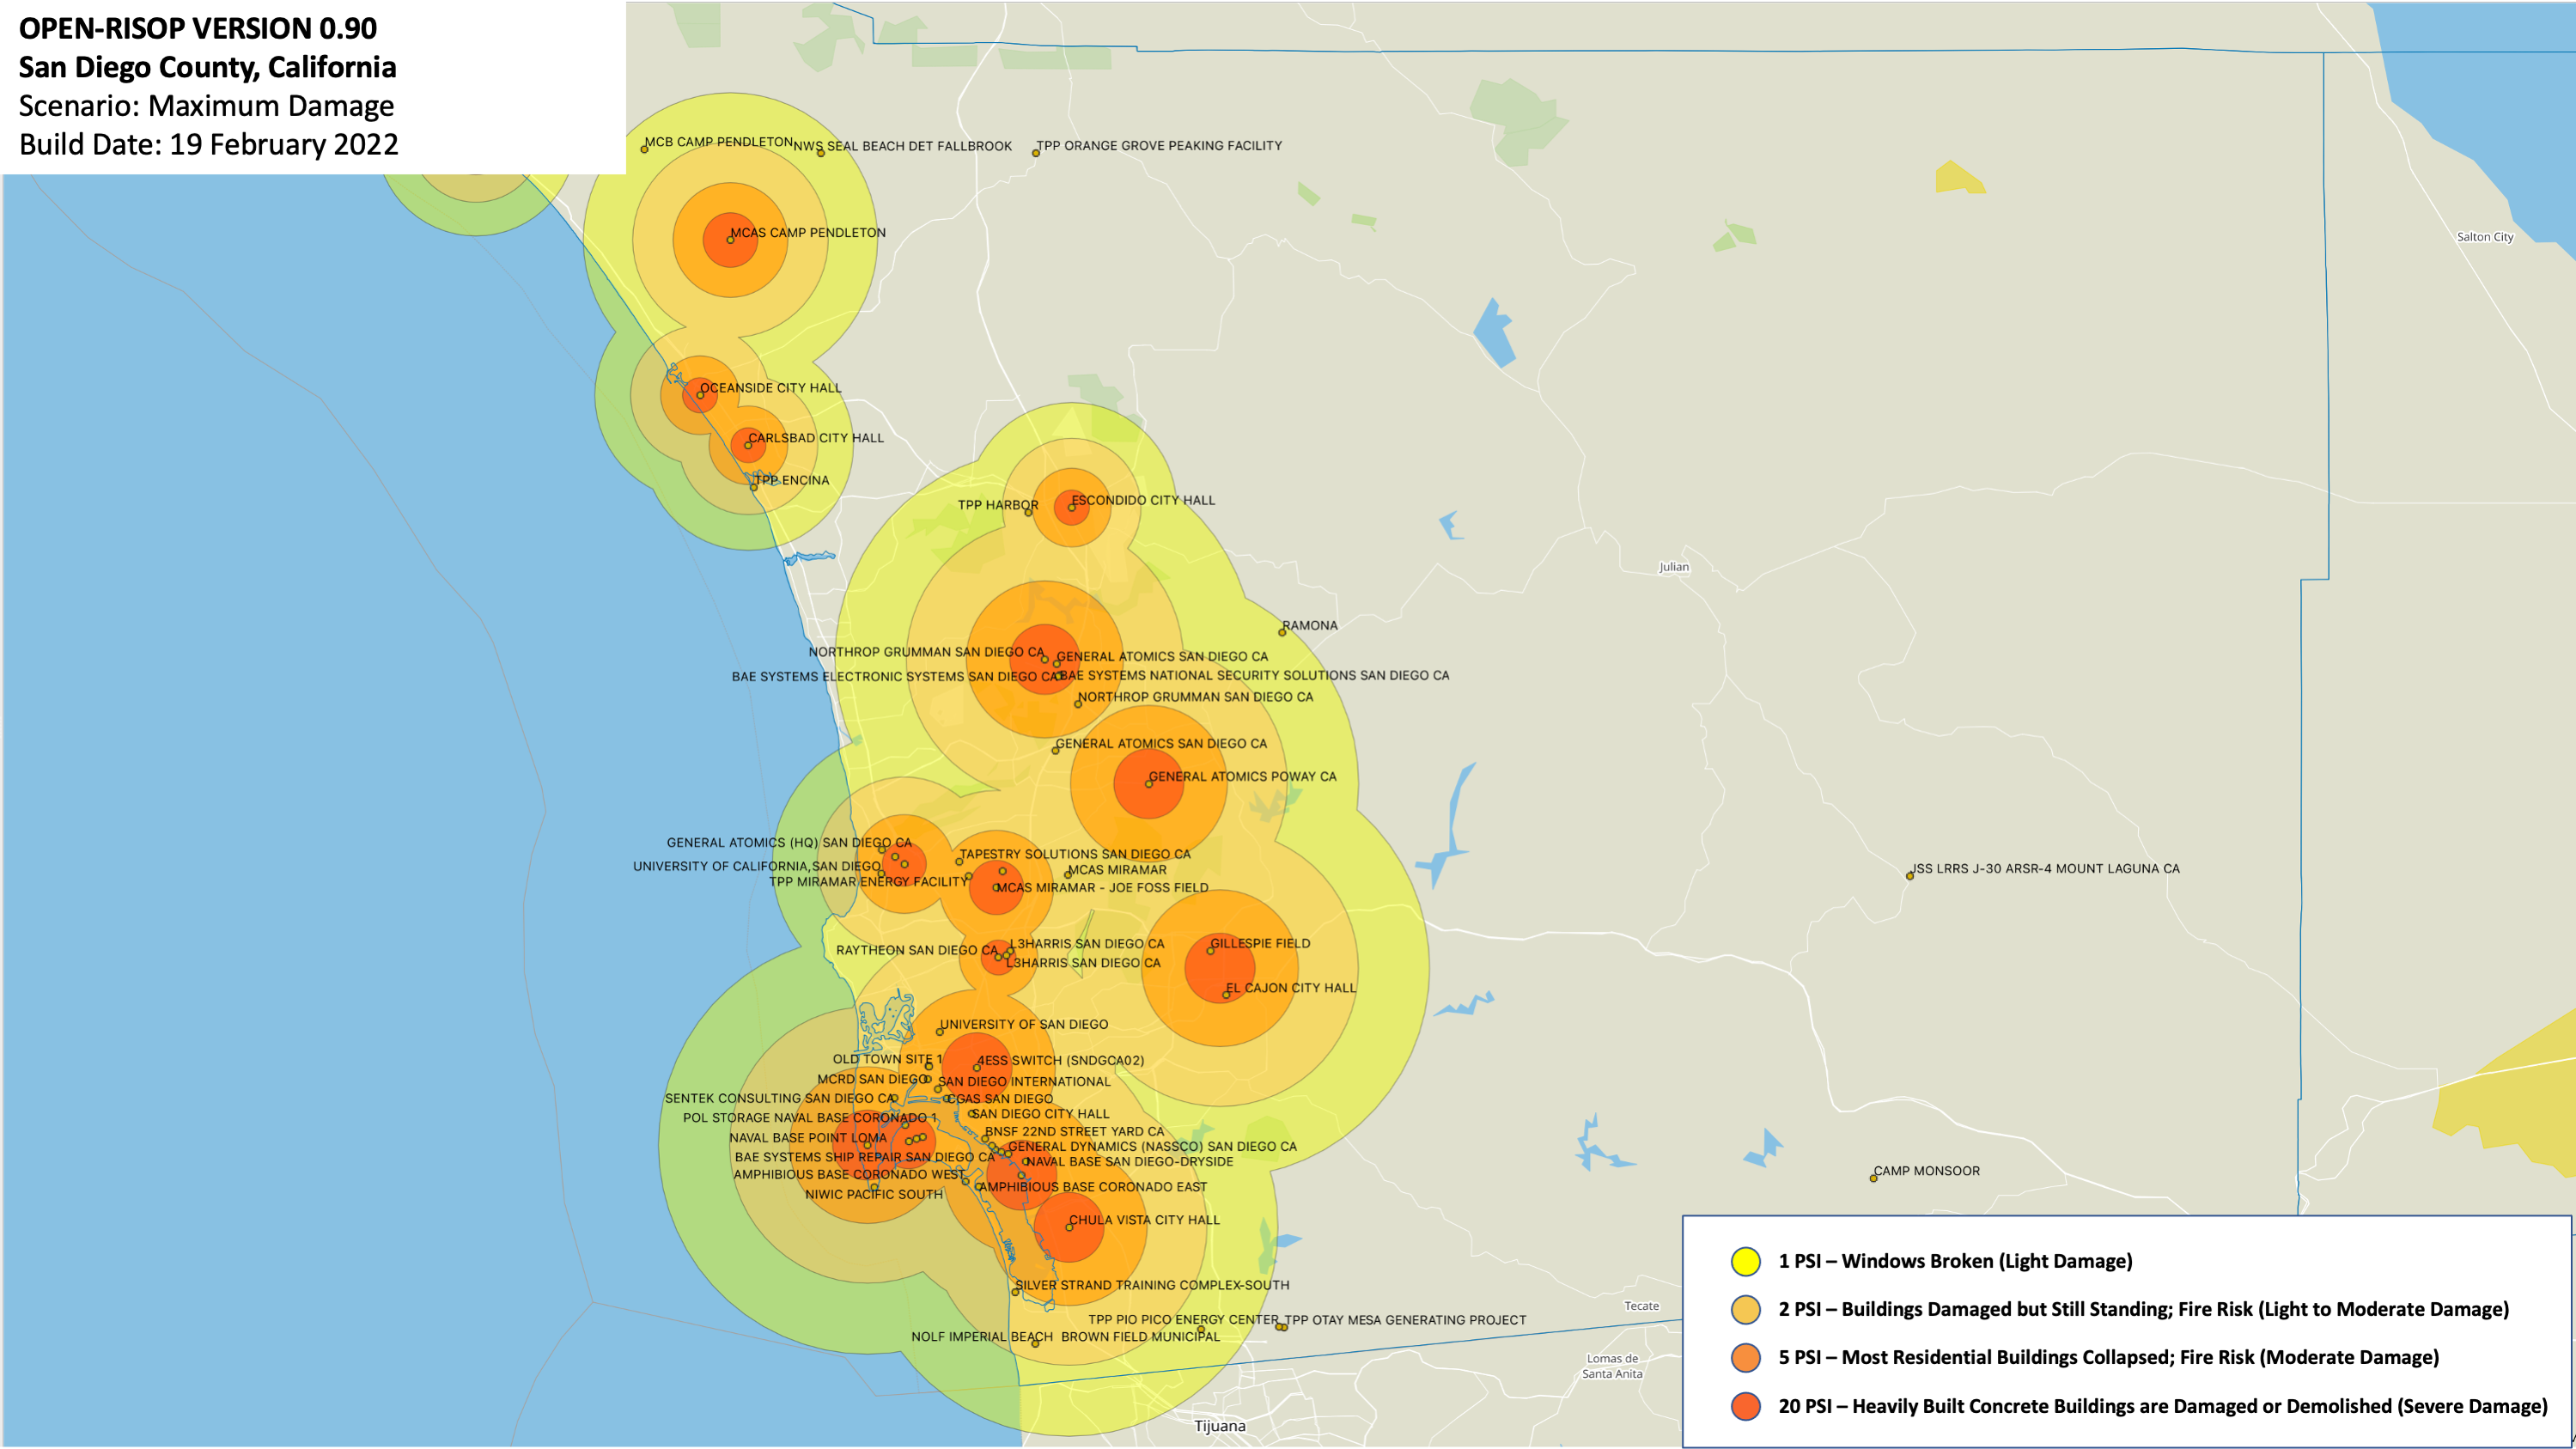 OPEN-RISOP VERSION 0.90
San Diego County, California
Scenario: Maximum Damage
Build Date: 19 February 2022
MCB CAMP PENDLETON
NWS SEAL BEACH DET FALLBROOK
TPP ORANGE GROVE PEAKING FACILITY
MCAS CAMP PENDLETON
Salton City
OCEANSIDE CITY HALL
CARLSBAD CITY HALL
TPP ENCINA
TPP HARBOR
ESCONDIDO CITY HALL
Julian
RAMONA
NORTHROP GRUMMAN SAN DIEGO CA
GENERAL ATOMICS SAN DIEGO CA
BAE SYSTEMS ELECTRONIC SYSTEMS SAN DIEGO CA
BAE SYSTEMS NATIONAL SECURITY SOLUTIONS SAN DIEGO CA
NORTHROP GRUMMAN SAN DIEGO CA
GENERAL ATOMICS SAN DIEGO CA
GENERAL ATOMICS POWAY CA
GENERAL ATOMICS (HQ) SAN DIEGO CA
TAPESTRY SOLUTIONS SAN DIEGO CA
UNIVERSITY OF CALIFORNIA, SAN DIEGO
MCAS MIRAMAR
JSS LRRS J-30 ARSR-4 MOUNT LAGUNA CA
TPP MIRAMAR ENERGY FACILITY
MCAS MIRAMAR - JOE FOSS FIELD
RAYTHEON SAN DIEGO CA
L3HARRIS SAN DIEGO CA
GILLESPIE FIELD
L3HARRIS SAN DIEGO CA
EL CAJON CITY HALL
UNIVERSITY OF SAN DIEGO
OLD TOWN SITE 1
4ESS SWITCH (SNDGCA02)
MCRD SAN DIEGO
SAN DIEGO INTERNATIONAL
SENTEK CONSULTING SAN DIEGO CA
CGAS SAN DIEGO
POL STORAGE NAVAL BASE CORONADO 1
SAN DIEGO CITY HALL
BNSF 22ND STREET YARD CA
NAVAL BASE POINT LOMA
GENERAL DYNAMICS (NASSCO) SAN DIEGO CA
BAE SYSTEMS SHIP REPAIR SAN DIEGO CA
NAVAL BASE SAN DIEGO-DRYSIDE
AMPHIBIOUS BASE CORONADO WEST
CAMP MONSOOR
AMPHIBIOUS BASE CORONADO EAST
NIWIC PACIFIC SOUTH
CHULA VISTA CITY HALL
SILVER STRAND TRAINING COMPLEX-SOUTH
Tecate
TPP PIO PICO ENERGY CENTER
TPP OTAY MESA GENERATING PROJECT
NOLF IMPERIAL BEACH
BROWN FIELD MUNICIPAL
Lomas de
Santa Anita
Tijuana
1 PSI – Windows Broken (Light Damage)
2 PSI – Buildings Damaged but Still Standing; Fire Risk (Light to Moderate Damage)
5 PSI – Most Residential Buildings Collapsed; Fire Risk (Moderate Damage)
20 PSI – Heavily Built Concrete Buildings are Damaged or Demolished (Severe Damage)